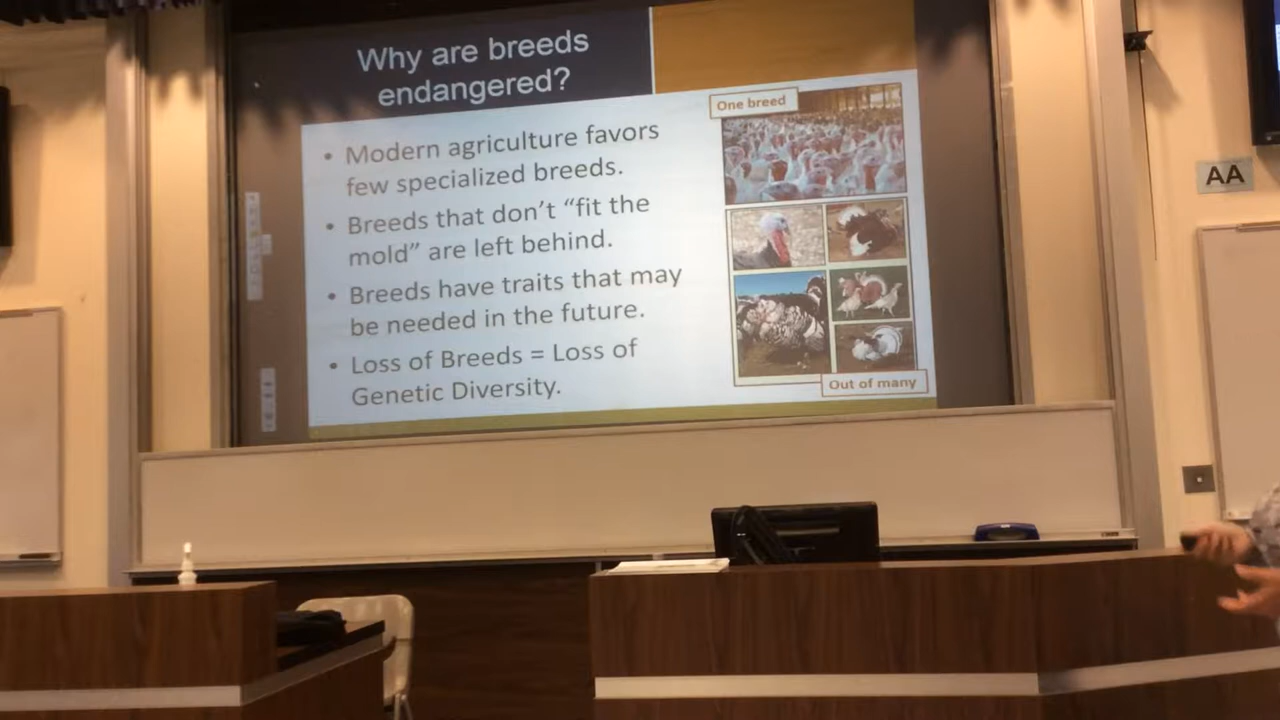 Why are breeds
endangered?
• Modern agriculture favors
few specialized breeds.
• Breeds that don't “fit the
mold” are left behind.
• Breeds have traits that may
be needed in the future.
• Loss of Breeds = Loss of
Genetic Diversity.
One breed
Out of many
AA